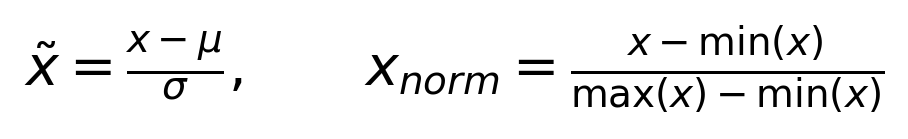 x̃ = (x − μ)/σ, x_norm = (x − min(x))/(max(x) − min(x))